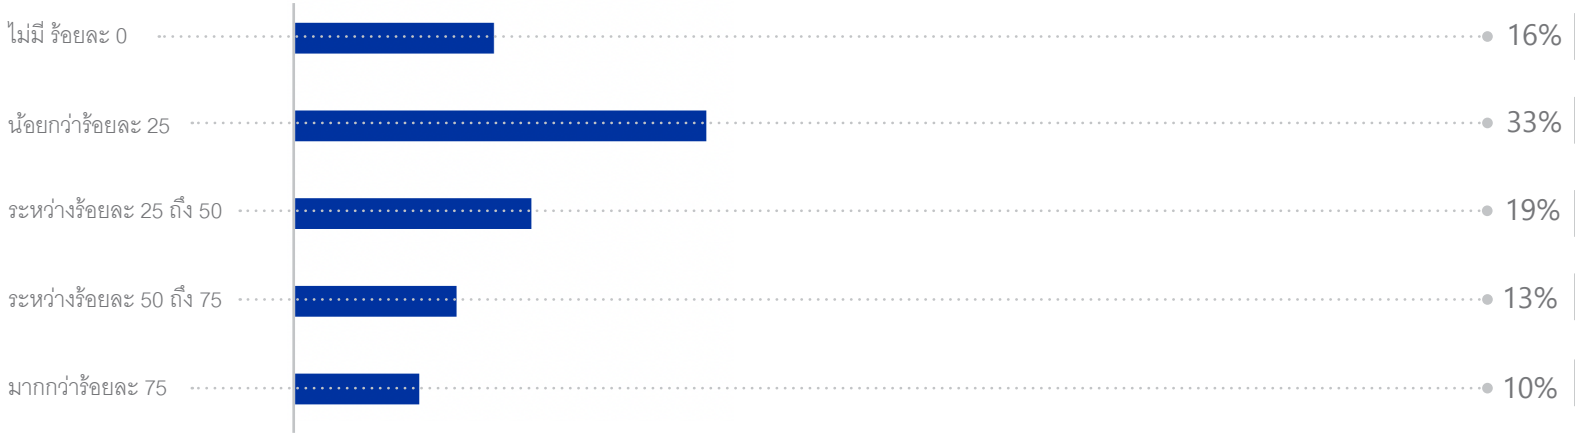 ไม่มี ร้อยละ 0 16%
น้อยกว่าร้อยละ 25 33%
ระหว่างร้อยละ 25 ถึง 50 19%
ระหว่างร้อยละ 50 ถึง 75 13%
มากกว่าร้อยละ 75 10%